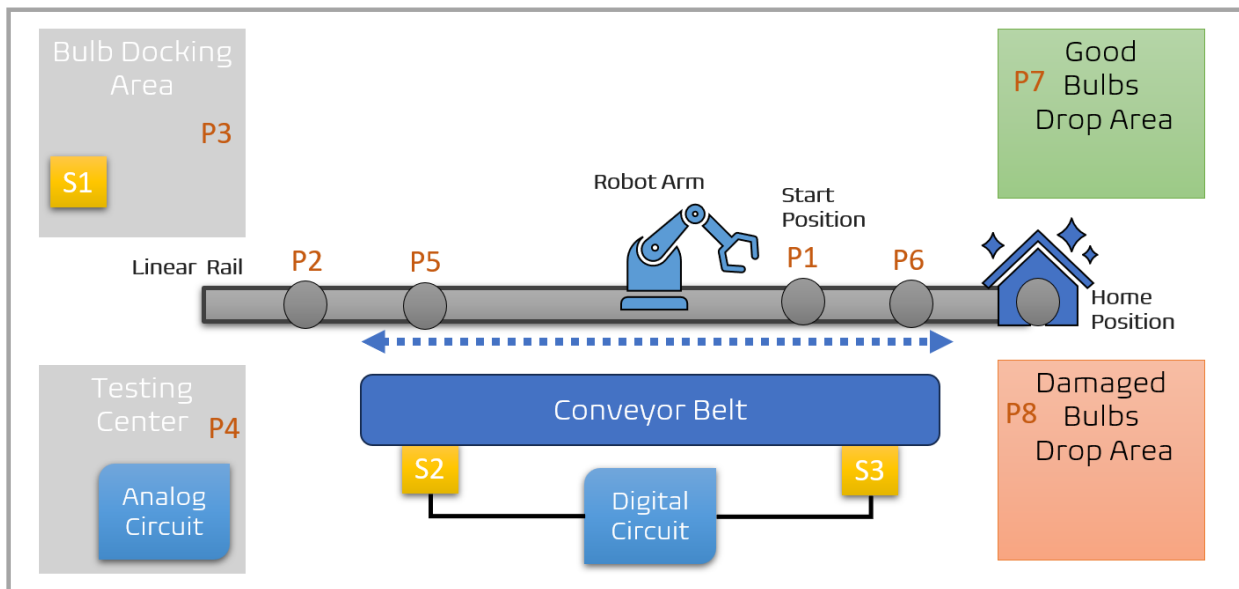 Bulb Docking
Area
P3
S1
Good
Bulbs
Drop Area
P7
Robot Arm
Start
Position
Linear Rail
P2
P5
P1
P6
Home
Position
Testing
Center
P4
Analog
Circuit
Conveyor Belt
S2
S3
Digital
Circuit
Damaged
Bulbs
Drop Area
P8